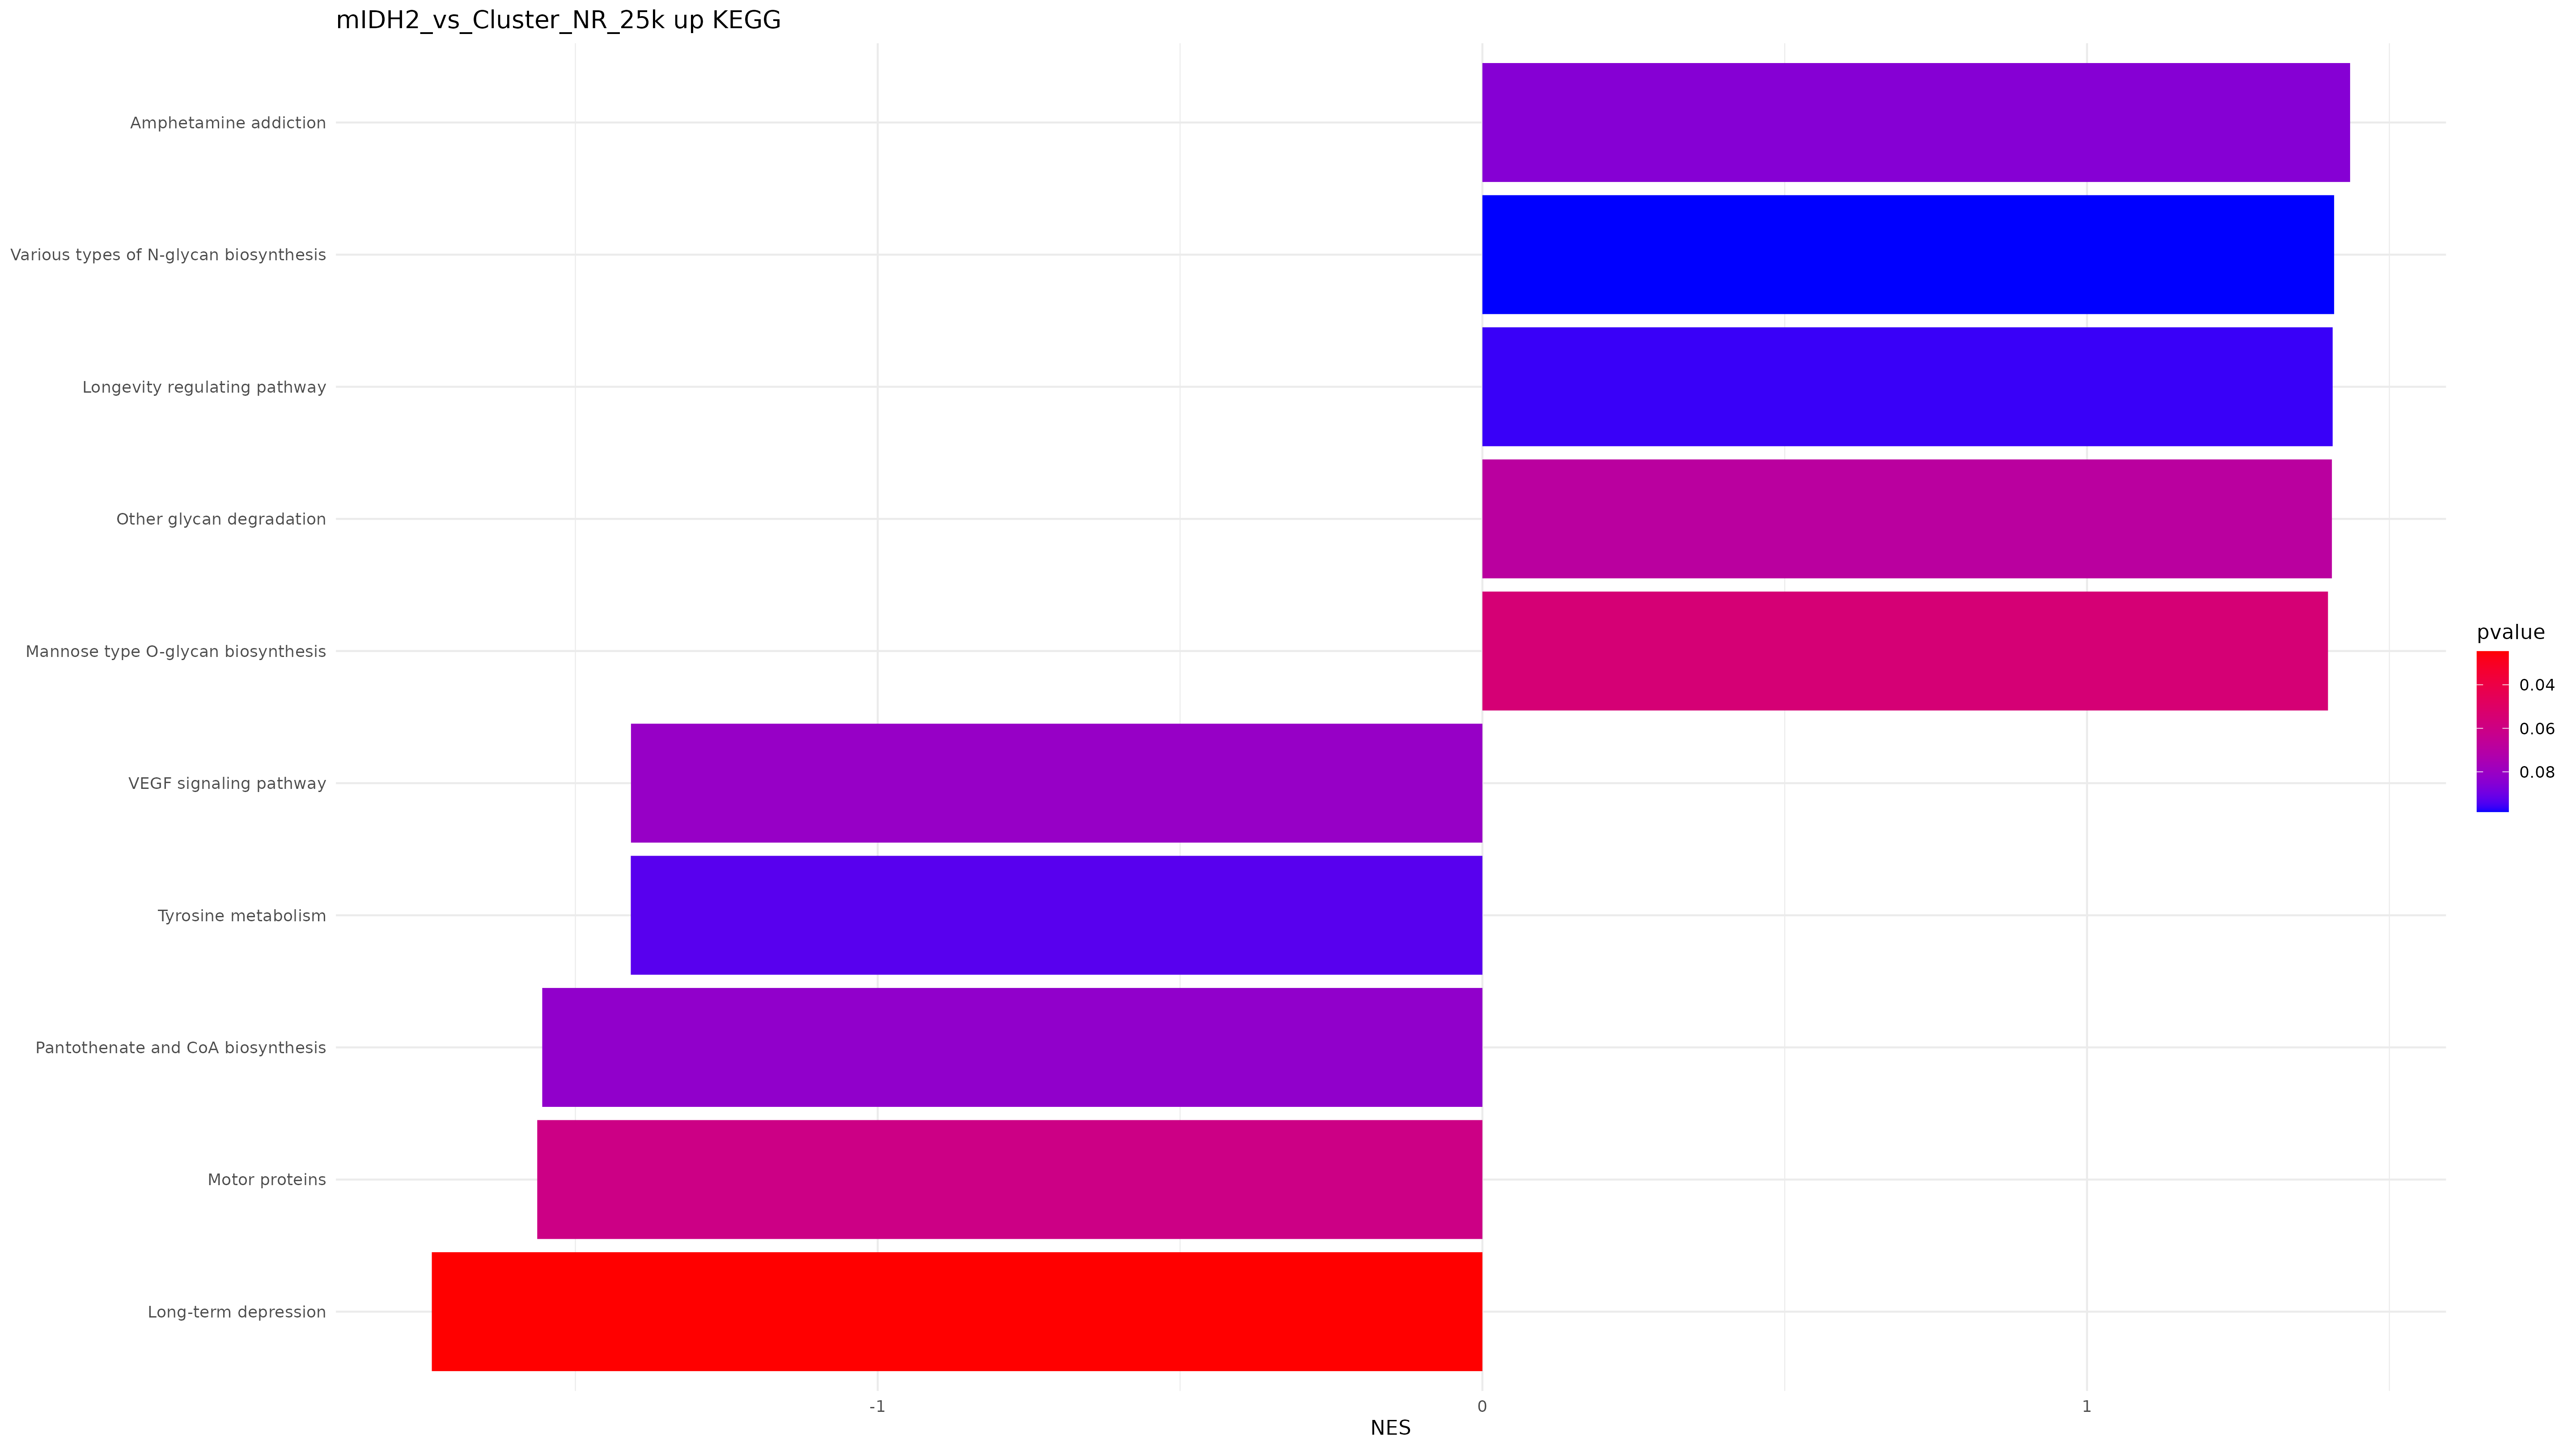 mIDH2_vs_Cluster_NR_25k up KEGG
Amphetamine addiction
Various types of N-glycan biosynthesis
Longevity regulating pathway
Other glycan degradation
Mannose type O-glycan biosynthesis
VEGF signaling pathway
Tyrosine metabolism
Pantothenate and CoA biosynthesis
Motor proteins
Long-term depression
-1
0
1
NES
pvalue
0.04
0.06
0.08